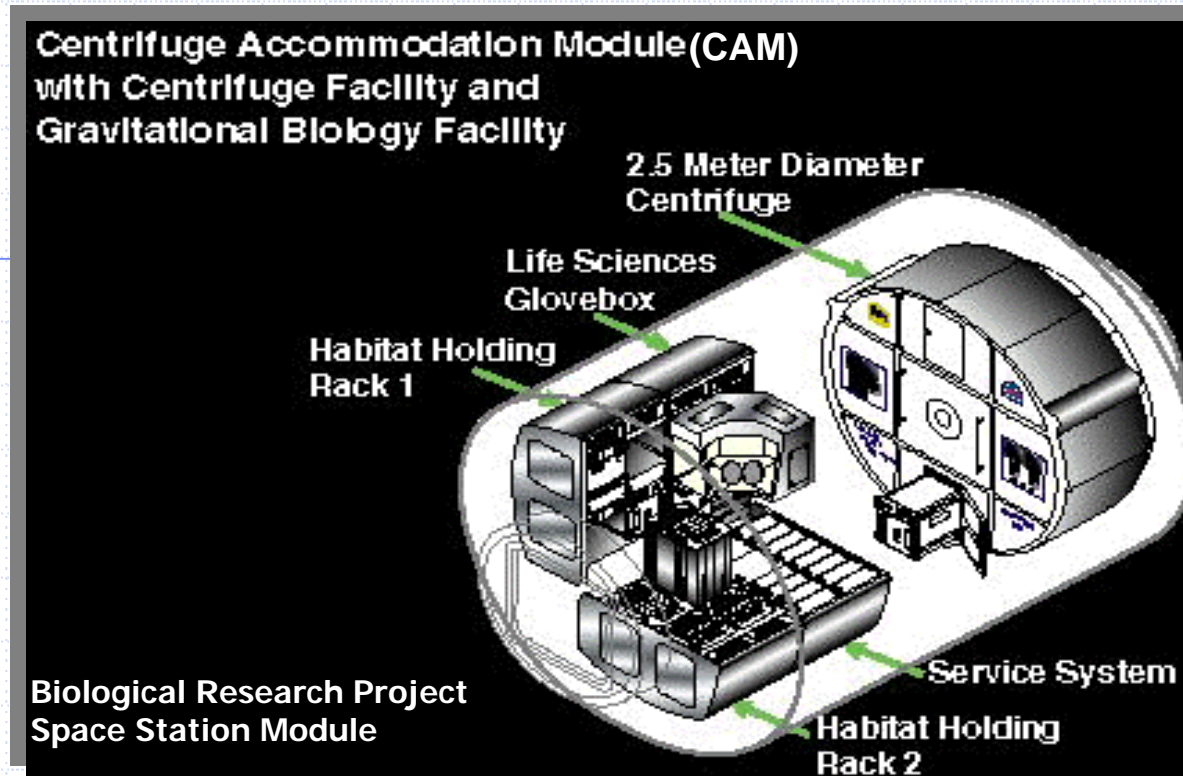 Centrifuge Accommodation Module (CAM)
with Centrifuge Facility and
Gravitational Biology Facility
2.5 Meter Diameter
Centrifuge
Life Sciences
Glovebox
Habitat Holding
Rack 1
Service System
Habitat Holding
Rack 2
Biological Research Project
Space Station Module